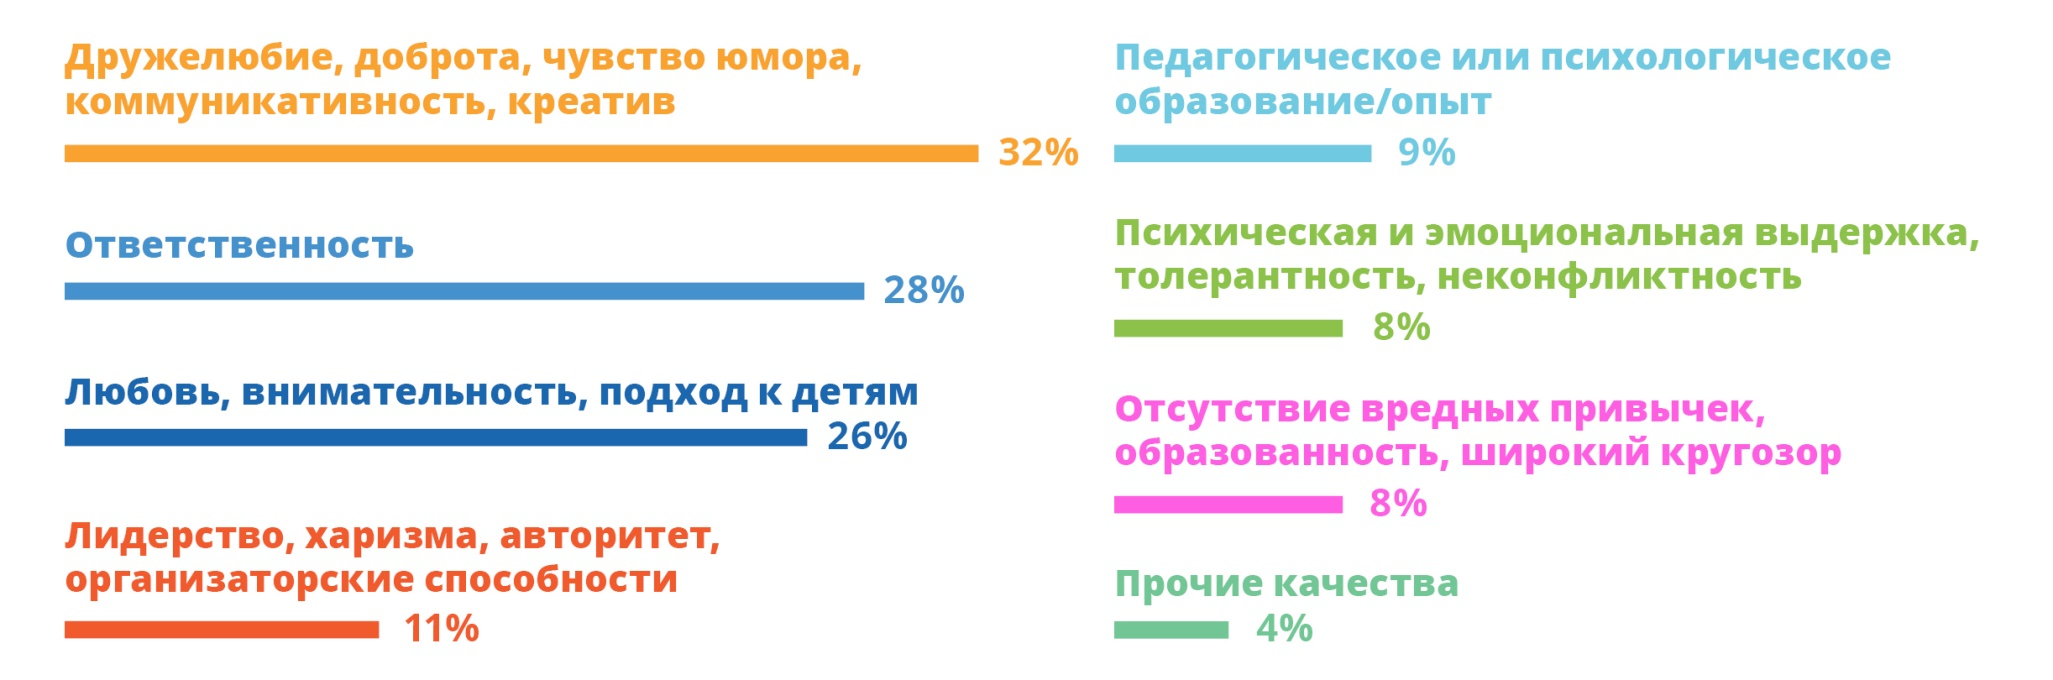 Дружелюбие, доброта, чувство юмора,
коммуникативность, креатив
32%
Ответственность
28%
Любовь, внимательность, подход к детям
26%
Лидерство, харизма, авторитет,
организаторские способности
11%
Педагогическое или психологическое
образование/опыт
9%
Психическая и эмоциональная выдержка,
толерантность, неконфликтность
8%
Отсутствие вредных привычек,
образованность, широкий кругозор
8%
Прочие качества
4%